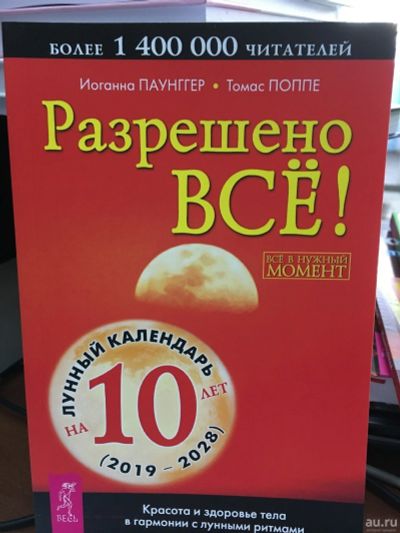 БОЛЕЕ 1 400 000 ЧИТАТЕЛЕЙ
Иоганна ПАУНГГЕР • Томас ПОППЕ
Разрешено
ВСЁ!
ВСЁ В НУЖНЫЙ
МОМЕНТ
ЛУННЫЙ КАЛЕНДАРЬ
НА 10 ЛЕТ
(2019 – 2028)
ВЕСЬ
Красота и здоровье тела
в гармонии с лунными ритмами
au.ru